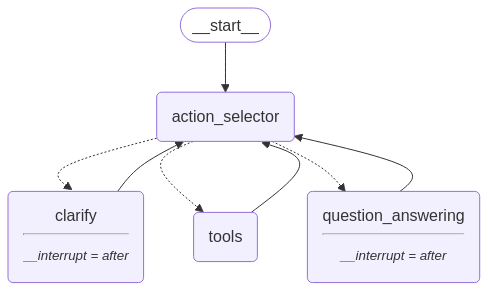 __start__
action_selector
clarify
__interrupt = after
tools
question_answering
__interrupt = after